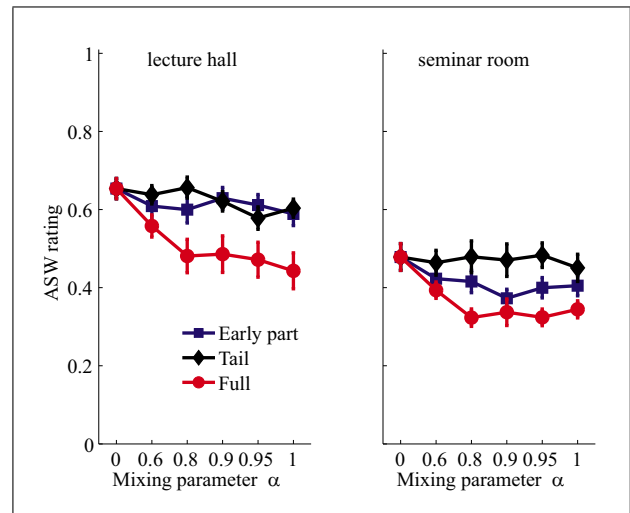 lecture hall
seminar room
1
0.8
0.6
0.4
0.2
0
ASW rating
Early part
Tail
Full
0 0.6 0.8 0.9 0.95 1
0 0.6 0.8 0.9 0.95 1
Mixing parameter α
Mixing parameter α